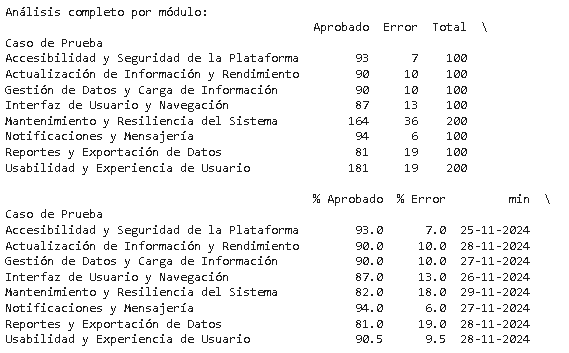 Análisis completo por módulo:
Aprobado Error Total \
Caso de Prueba
Accesibilidad y Seguridad de la Plataforma 93 7 100
Actualización de Información y Rendimiento 90 10 100
Gestión de Datos y Carga de Información 90 10 100
Interfaz de Usuario y Navegación 87 13 100
Mantenimiento y Resiliencia del Sistema 164 36 200
Notificaciones y Mensajería 94 6 100
Reportes y Exportación de Datos 81 19 100
Usabilidad y Experiencia de Usuario 181 19 200
% Aprobado % Error min \
Caso de Prueba
Accesibilidad y Seguridad de la Plataforma 93.0 7.0 25-11-2024
Actualización de Información y Rendimiento 90.0 10.0 28-11-2024
Gestión de Datos y Carga de Información 90.0 10.0 27-11-2024
Interfaz de Usuario y Navegación 87.0 13.0 26-11-2024
Mantenimiento y Resiliencia del Sistema 82.0 18.0 29-11-2024
Notificaciones y Mensajería 94.0 6.0 27-11-2024
Reportes y Exportación de Datos 81.0 19.0 28-11-2024
Usabilidad y Experiencia de Usuario 90.5 9.5 28-11-2024